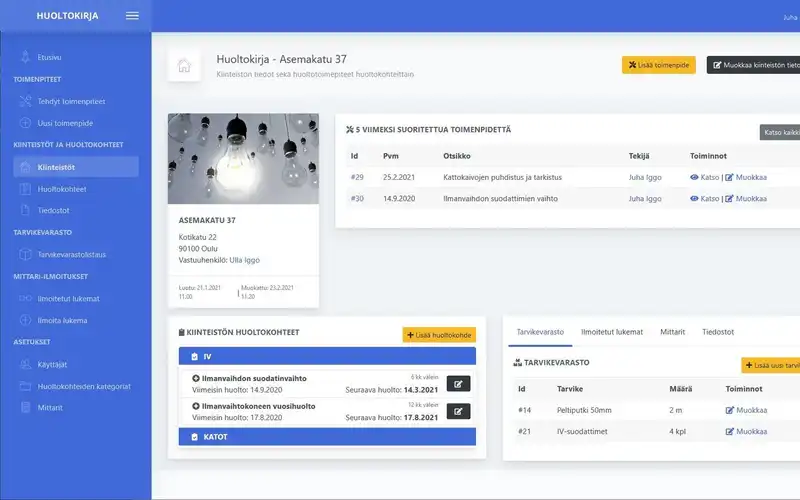 HUOLTOKIRJA
Juha
Etusivu
TOIMENPITEET
Tehdyt toimenpiteet
Uusi toimenpide
KIINTEISTÖT JA HUOLTOKOHTEET
Kiinteistöt
Huoltokohteet
Tiedostot
TARVIKEVARASTO
Tarvikevarastolistaus
MITTARI-ILMOITUKSET
Ilmoitetut lukemat
Ilmoita lukema
ASETUKSET
Käyttäjät
Huoltokohteiden kategoriat
Mittarit
Huoltokirja - Asemakatu 37
Kiinteistön tiedot sekä huoltotoimepiteet huoltokohteittain
Lisää toimenpide
Muokkaa kiinteistön tieto
ASEMAKATU 37
Kotikatu 22
90100 Oulu
Vastuuhenkilö: Ulla Iggo
Luotu: 21.1.2021 11.00 | Muokattu: 23.2.2021 11.20
5 VIIMEKSI SUORITETTUA TOIMENPIDETTÄ
Katso kaikki
Id Pvm Otsikko Tekijä Toiminnot
#29 25.2.2021 Kattokaivojen puhdistus ja tarkistus Juha Iggo Katso | Muokkaa
#30 14.9.2020 Ilmanvaihdon suodattimien vaihto Juha Iggo Katso | Muokkaa
KIINTEISTÖN HUOLTOKOHTEET
Lisää huoltokohde
IV
Ilmanvaihdon suodatinvaihto 6 kk välein
Viimeisin huolto: 14.9.2020 Seuraava huolto: 14.3.2021
Ilmanvaihtokoneen vuosihuolto 12 kk välein
Viimeisin huolto: 17.8.2020 Seuraava huolto: 17.8.2021
KATOT
Tarvikevarasto Ilmoitetut lukemat Mittarit Tiedostot
TARVIKEVARASTO
Lisää uusi tarvi
Id Tarvike Määrä Toiminnot
#14 Peltiputki 50mm 2 m Muokkaa
#21 IV-suodattimet 4 kpl Muokkaa